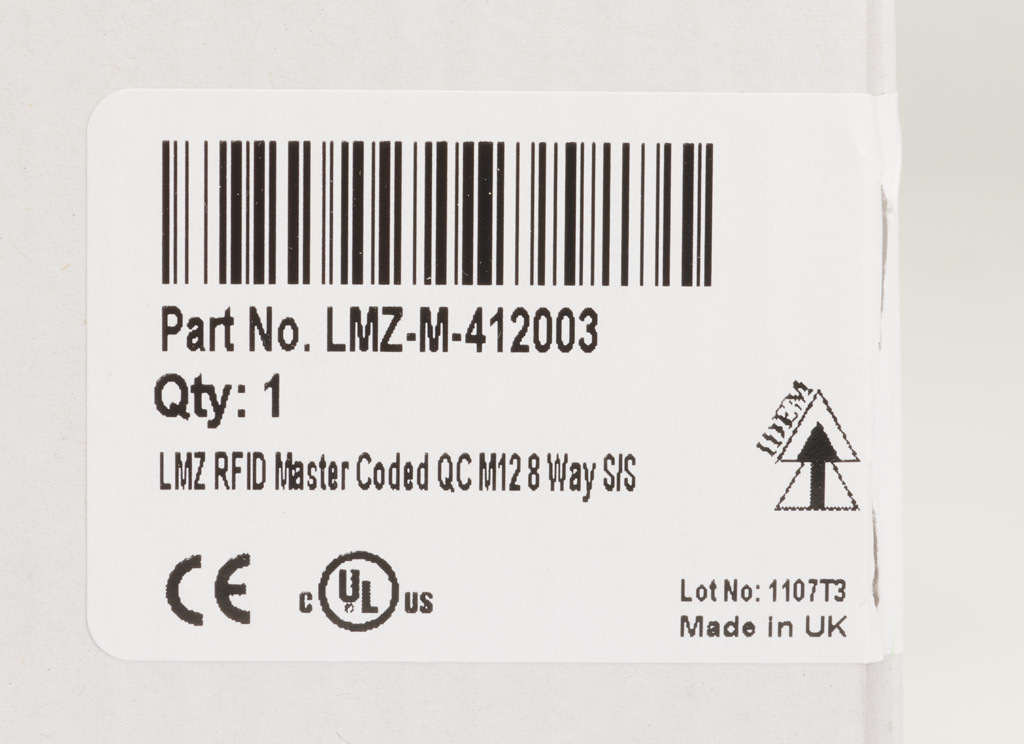 Part No. LMZ-M-412003
Qty: 1
LMZ RFID Master Coded QC M12 8 Way S/S
IDEM
CE
C UL US
Lot No: 1107T3
Made in UK